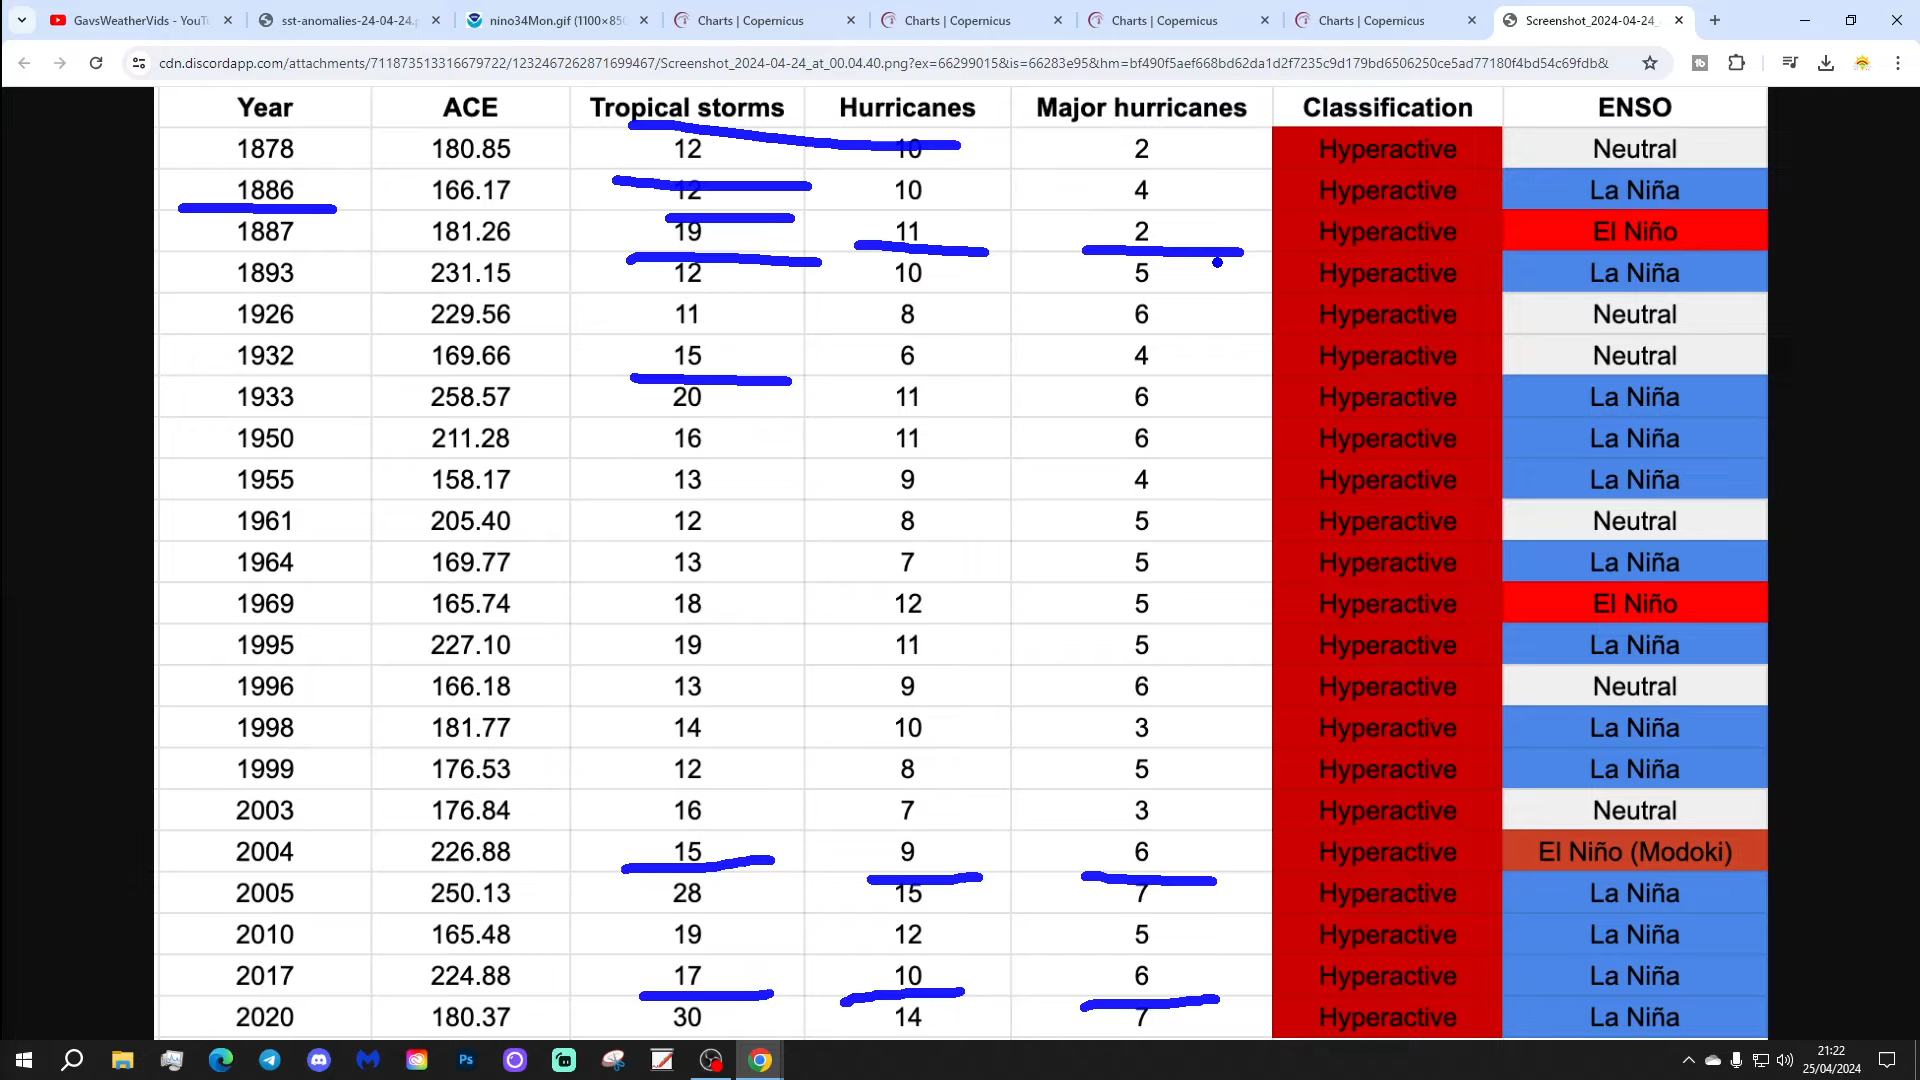 GavsWeatherVids - YouTu
sst-anomalies-24-04-24.p
nino34Mon.gif (1100×850
Charts | Copernicus
Charts | Copernicus
Charts | Copernicus
Charts | Copernicus
Screenshot_2024-04-24_
cdn.discordapp.com/attachments/711873513316679722/1232467262871699467/Screenshot_2024-04-24_at_00.04.40.png?ex=66299015&is=66283e95&hm=bf490f5aef668bd62da1d2f7235c9d179bd6506250ce5ad77180f4bd54c69fdb&
Year ACE Tropical storms Hurricanes Major hurricanes Classification ENSO
1878 180.85 12 10 2 Hyperactive Neutral
1886 166.17 12 10 4 Hyperactive La Niña
1887 181.26 19 11 2 Hyperactive El Niño
1893 231.15 12 10 5 Hyperactive La Niña
1926 229.56 11 8 6 Hyperactive Neutral
1932 169.66 15 6 4 Hyperactive Neutral
1933 258.57 20 11 6 Hyperactive La Niña
1950 211.28 16 11 6 Hyperactive La Niña
1955 158.17 13 9 4 Hyperactive La Niña
1961 205.40 12 8 5 Hyperactive Neutral
1964 169.77 13 7 5 Hyperactive La Niña
1969 165.74 18 12 5 Hyperactive El Niño
1995 227.10 19 11 5 Hyperactive La Niña
1996 166.18 13 9 6 Hyperactive Neutral
1998 181.77 14 10 3 Hyperactive La Niña
1999 176.53 12 8 5 Hyperactive La Niña
2003 176.84 16 7 3 Hyperactive Neutral
2004 226.88 15 9 6 Hyperactive El Niño (Modoki)
2005 250.13 28 15 7 Hyperactive La Niña
2010 165.48 19 12 5 Hyperactive La Niña
2017 224.88 17 10 6 Hyperactive La Niña
2020 180.37 30 14 7 Hyperactive La Niña
Ps
21:22
25/04/2024